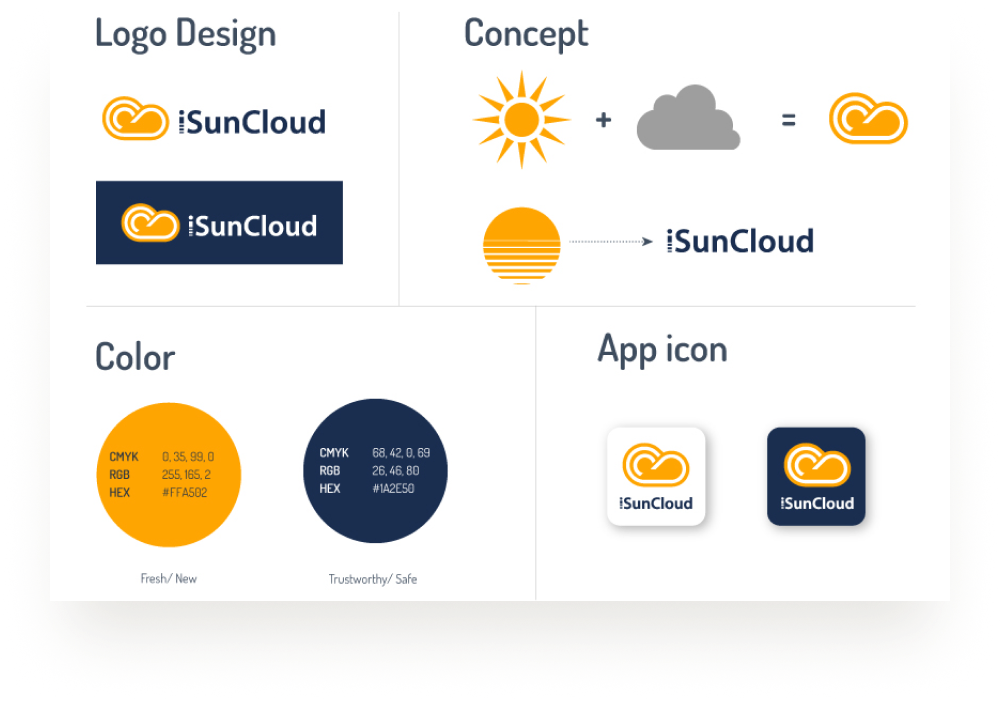 Logo Design
iSunCloud
iSunCloud
Concept
+
=
iSunCloud
Color
CMYK 0, 35, 99, 0
RGB 255, 165, 2
HEX #FFA502
Fresh/ New
CMYK 68, 42, 0, 69
RGB 26, 46, 80
HEX #1A2E50
Trustworthy/ Safe
App icon
iSunCloud
iSunCloud